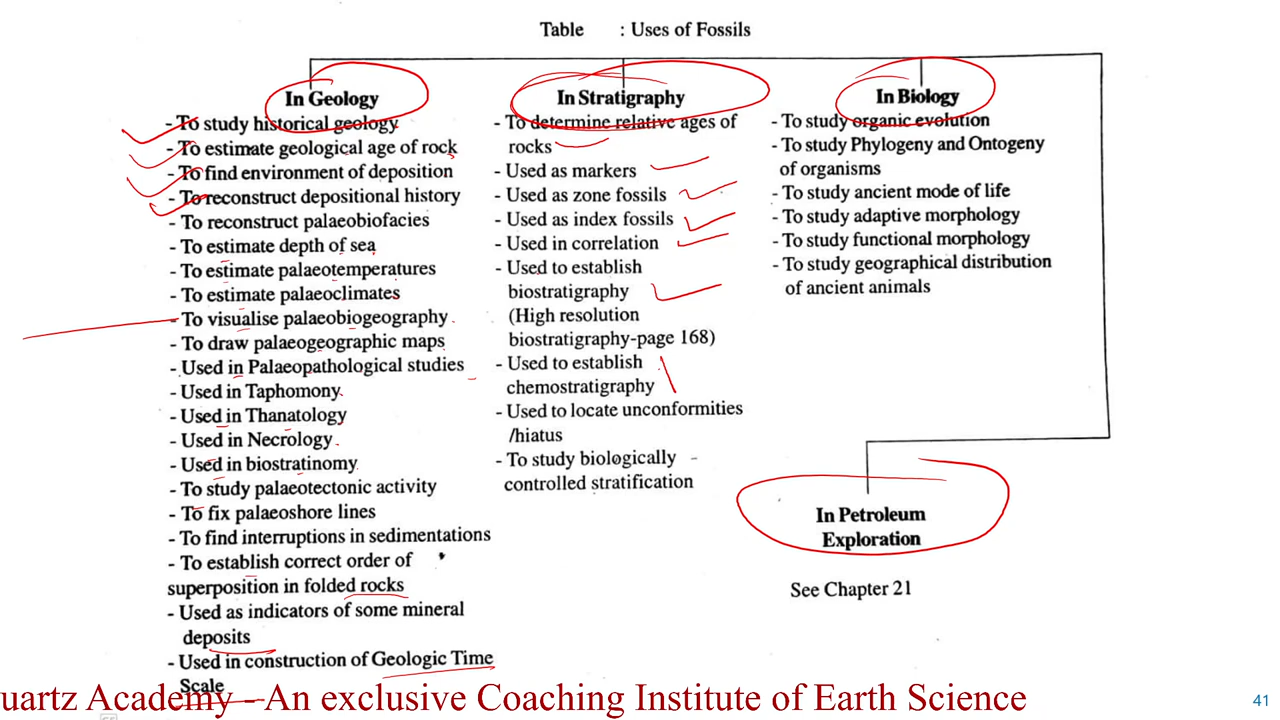 Table : Uses of Fossils
In Geology
- To study historical geology
- To estimate geological age of rock
- To find environment of deposition
- To reconstruct depositional history
- To reconstruct palaeobiofacies
- To estimate depth of sea
- To estimate palaeotemperatures
- To estimate palaeoclimates
- To visualise palaeobiogeography
- To draw palaeogeographic maps
- Used in Palaeopathological studies
- Used in Taphomony
- Used in Thanatology
- Used in Necrology
- Used in biostratinomy
- To study palaeotectonic activity
- To fix palaeoshore lines
- To find interruptions in sedimentations
- To establish correct order of
superposition in folded rocks
- Used as indicators of some mineral
deposits
- Used in construction of Geologic Time
Scale
In Stratigraphy
- To determine relative ages of
rocks
- Used as markers
- Used as zone fossils
- Used as index fossils
- Used in correlation
- Used to establish
biostratigraphy
(High resolution
biostratigraphy-page 168)
- Used to establish
chemostratigraphy
- Used to locate unconformities
/hiatus
- To study biologically
controlled stratification
In Biology
- To study organic evolution
- To study Phylogeny and Ontogeny
of organisms
- To study ancient mode of life
- To study adaptive morphology
- To study functional morphology
- To study geographical distribution
of ancient animals
In Petroleum
Exploration
See Chapter 21
uartz Academy - An exclusive Coaching Institute of Earth Science
41